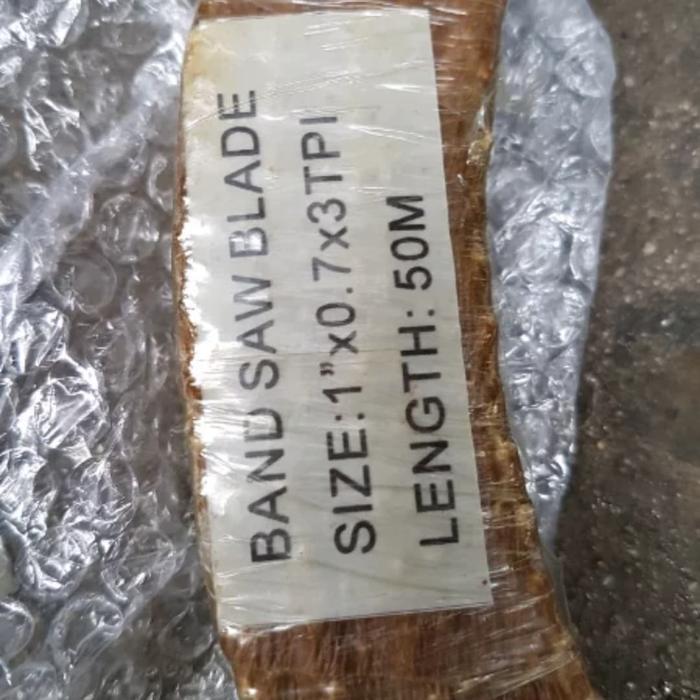 BAND SAW BLADE
SIZE:1”x0.7x3TPI
LENGTH: 50M